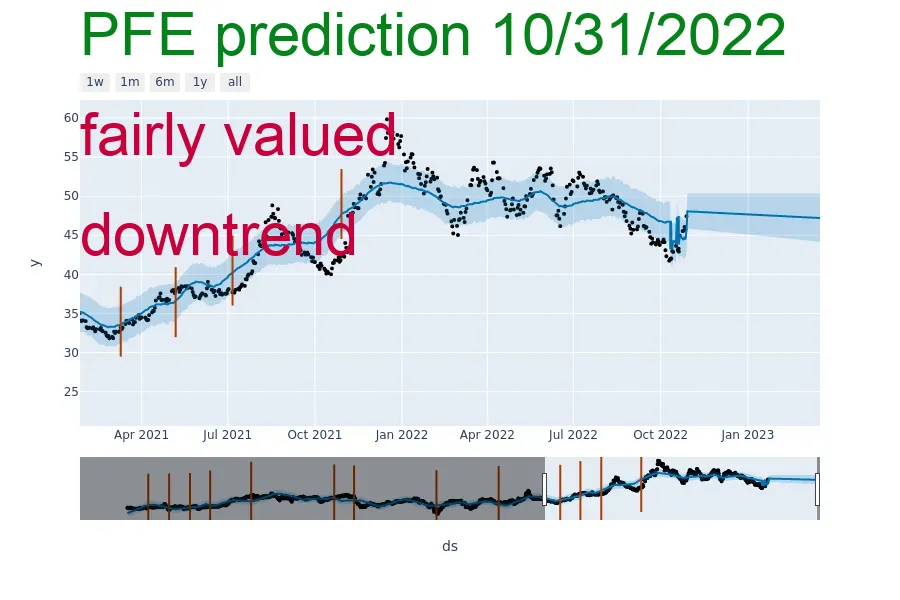 PFE prediction 10/31/2022
1w 1m 6m 1y all
fairly valued
downtrend
60
55
50
45
40
35
30
25
y
Apr 2021 Jul 2021 Oct 2021 Jan 2022 Apr 2022 Jul 2022 Oct 2022 Jan 2023
ds